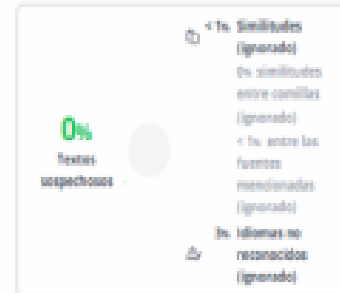 0%
Textos
sospechosos
< 1% Similitudes
(ignorado)
0% similitudes
entre comillas
(ignorado)
< 1% entre las
fuentes
mencionadas
(ignorado)
3% Idiomas no
reconocidos
(ignorado)